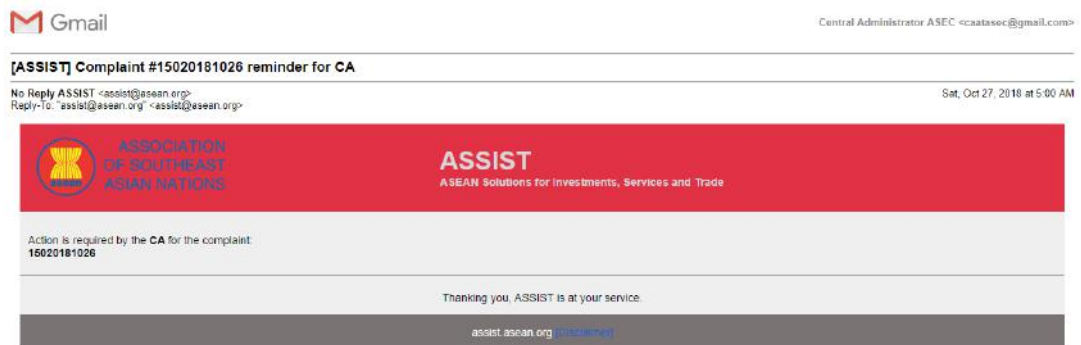 Gmail
Central Administrator ASEC <caatasec@gmail.com>
[ASSIST] Complaint #15020181026 reminder for CA
No Reply ASSIST <assist@asean.org>
Sat, Oct 27, 2018 at 5:00 AM
Reply-To: "assist@asean.org" <assist@asean.org>
ASSOCIATION
OF SOUTHEAST
ASIAN NATIONS
ASSIST
ASEAN Solutions for Investments, Services and Trade
Action is required by the CA for the complaint:
15020181026
Thanking you, ASSIST is at your service.
assist.asean.org [Disclaimer]